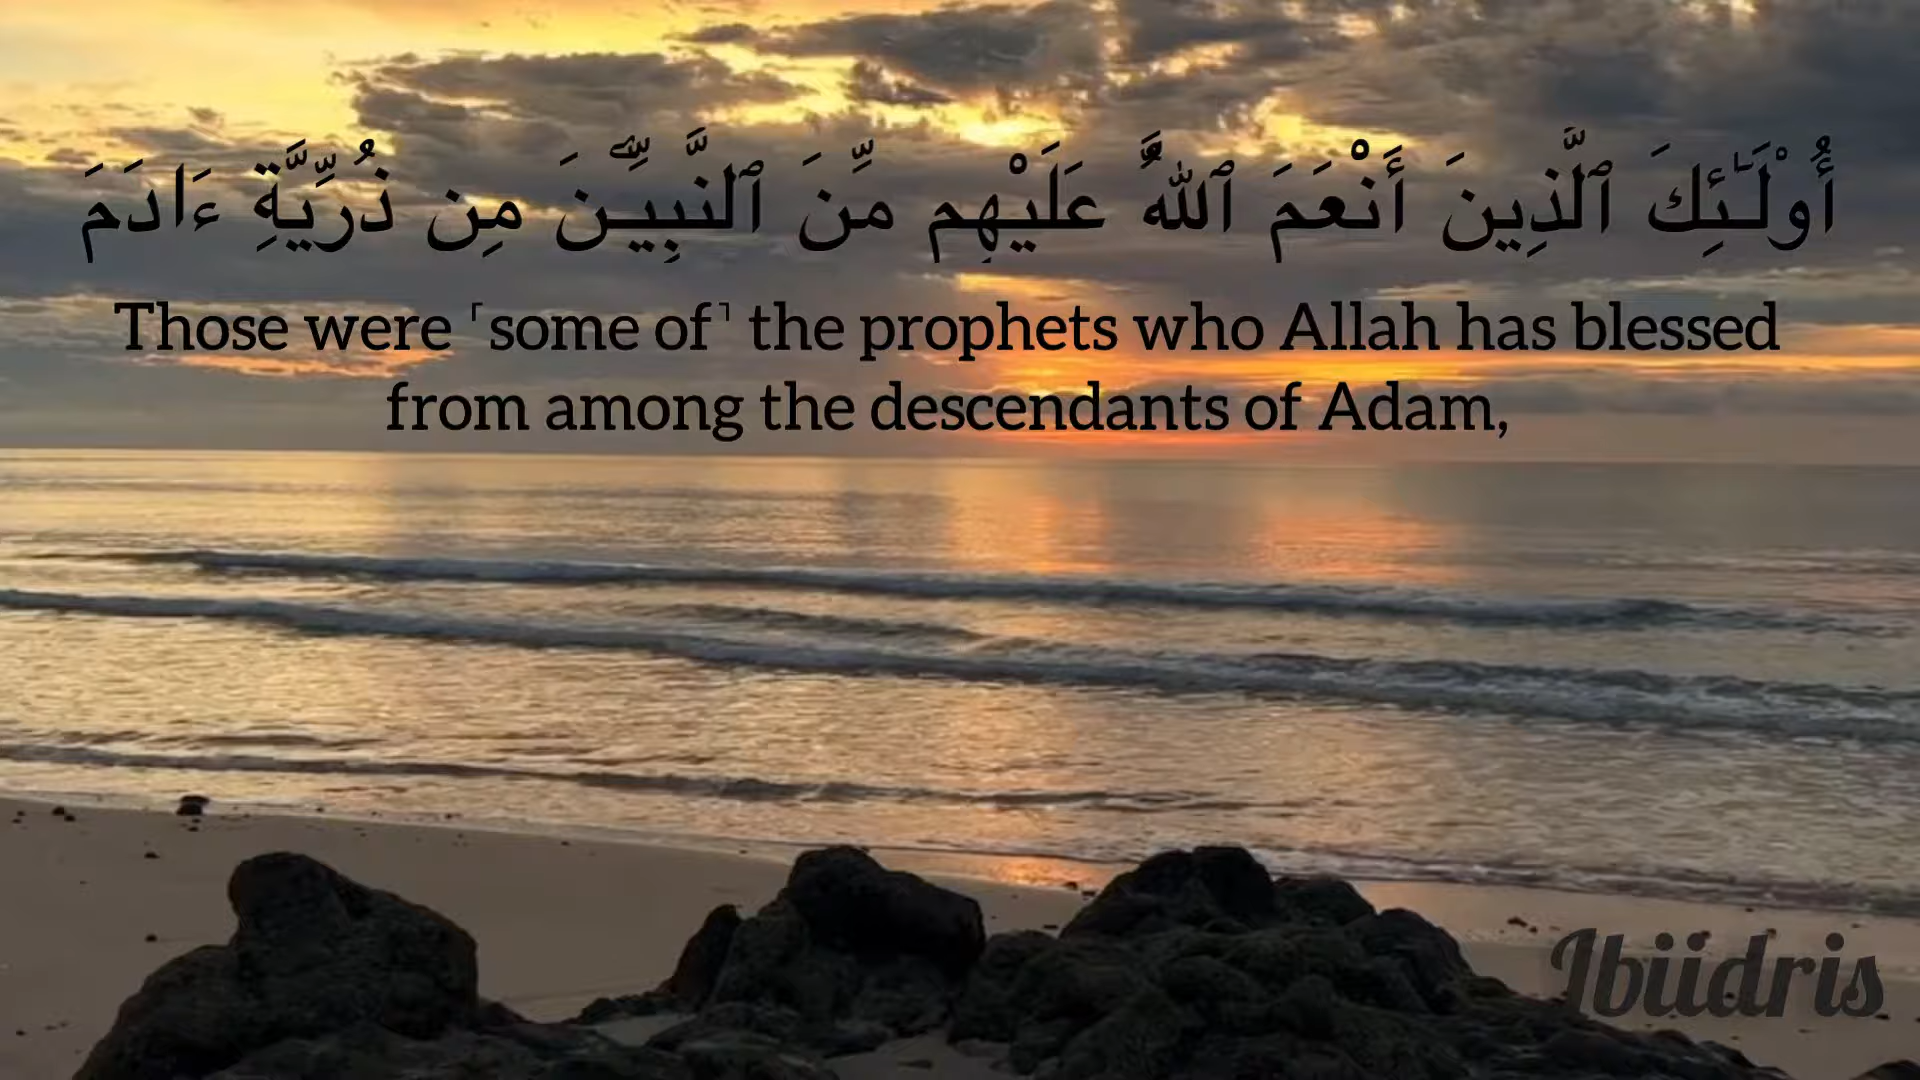 أُو۟لَـٰٓئِكَ ٱلَّذِينَ أَنْعَمَ ٱللَّهُ عَلَيْهِم مِّنَ ٱلنَّبِيِّـۧنَ مِن ذُرِّيَّةِ ءَادَمَ
Those were ˹some of˺ the prophets who Allah has blessed
from among the descendants of Adam,
Ibiidris